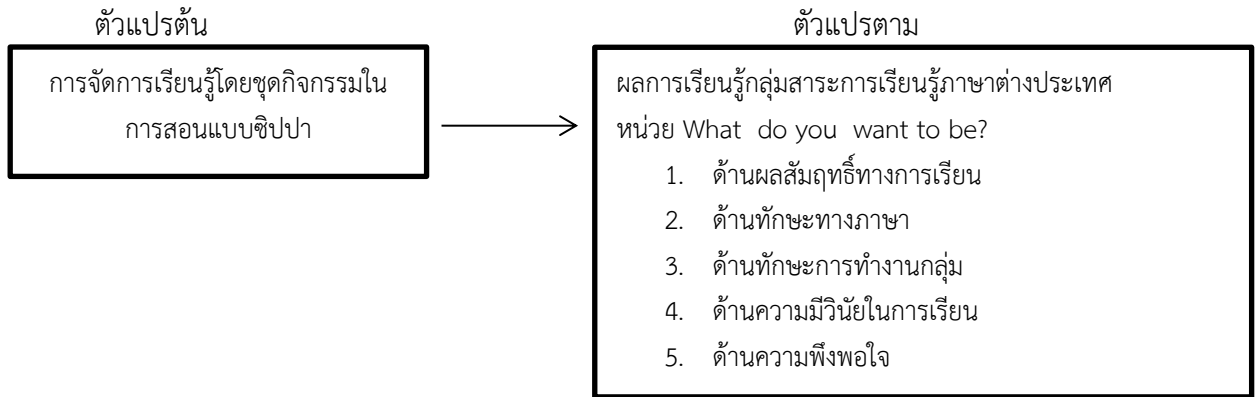 ตัวแปรต้น
การจัดการเรียนรู้โดยชุดกิจกรรมใน
การสอนแบบซิปปา
ตัวแปรตาม
ผลการเรียนรู้กลุ่มสาระการเรียนรู้ภาษาต่างประเทศ
หน่วย What do you want to be?
1. ด้านผลสัมฤทธิ์ทางการเรียน
2. ด้านทักษะทางภาษา
3. ด้านทักษะการทำงานกลุ่ม
4. ด้านความมีวินัยในการเรียน
5. ด้านความพึงพอใจ